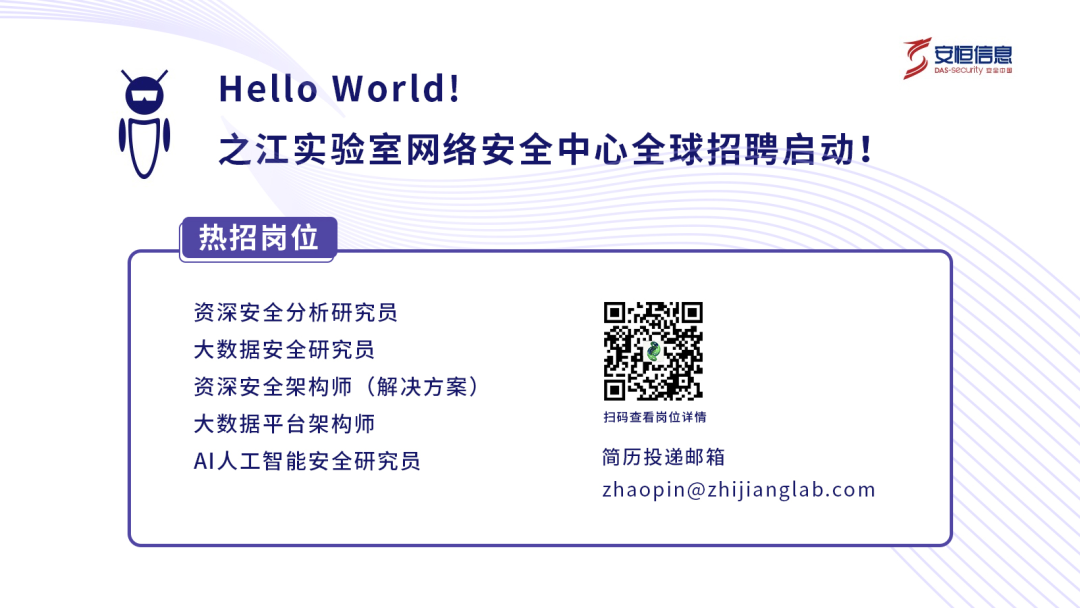 安恒信息
DAS-security 安全中国
Hello World!
之江实验室网络安全中心全球招聘启动!
热招岗位
资深安全分析研究员
大数据安全研究员
资深安全架构师（解决方案）
大数据平台架构师
AI人工智能安全研究员
扫码查看岗位详情
简历投递邮箱
zhaopin@zhijianglab.com